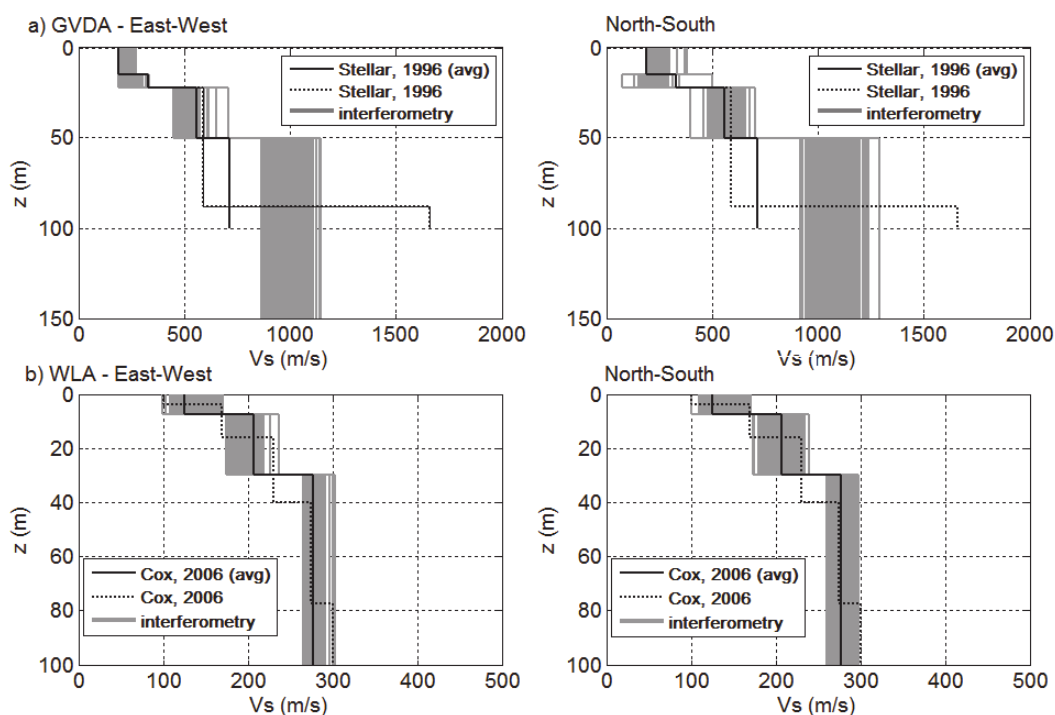 a) GVDA - East-West
North-South
0
50
100
150
z (m)
Stellar, 1996 (avg)
Stellar, 1996
interferometry
0
500
1000
1500
2000
Vs (m/s)
0
50
100
150
z (m)
Stellar, 1996 (avg)
Stellar, 1996
interferometry
0
500
1000
1500
2000
Vs (m/s)
b) WLA - East-West
North-South
0
20
40
60
80
100
z (m)
Cox, 2006 (avg)
Cox, 2006
interferometry
0
100
200
300
400
500
Vs (m/s)
0
20
40
60
80
100
z (m)
Cox, 2006 (avg)
Cox, 2006
interferometry
0
100
200
300
400
500
Vs (m/s)